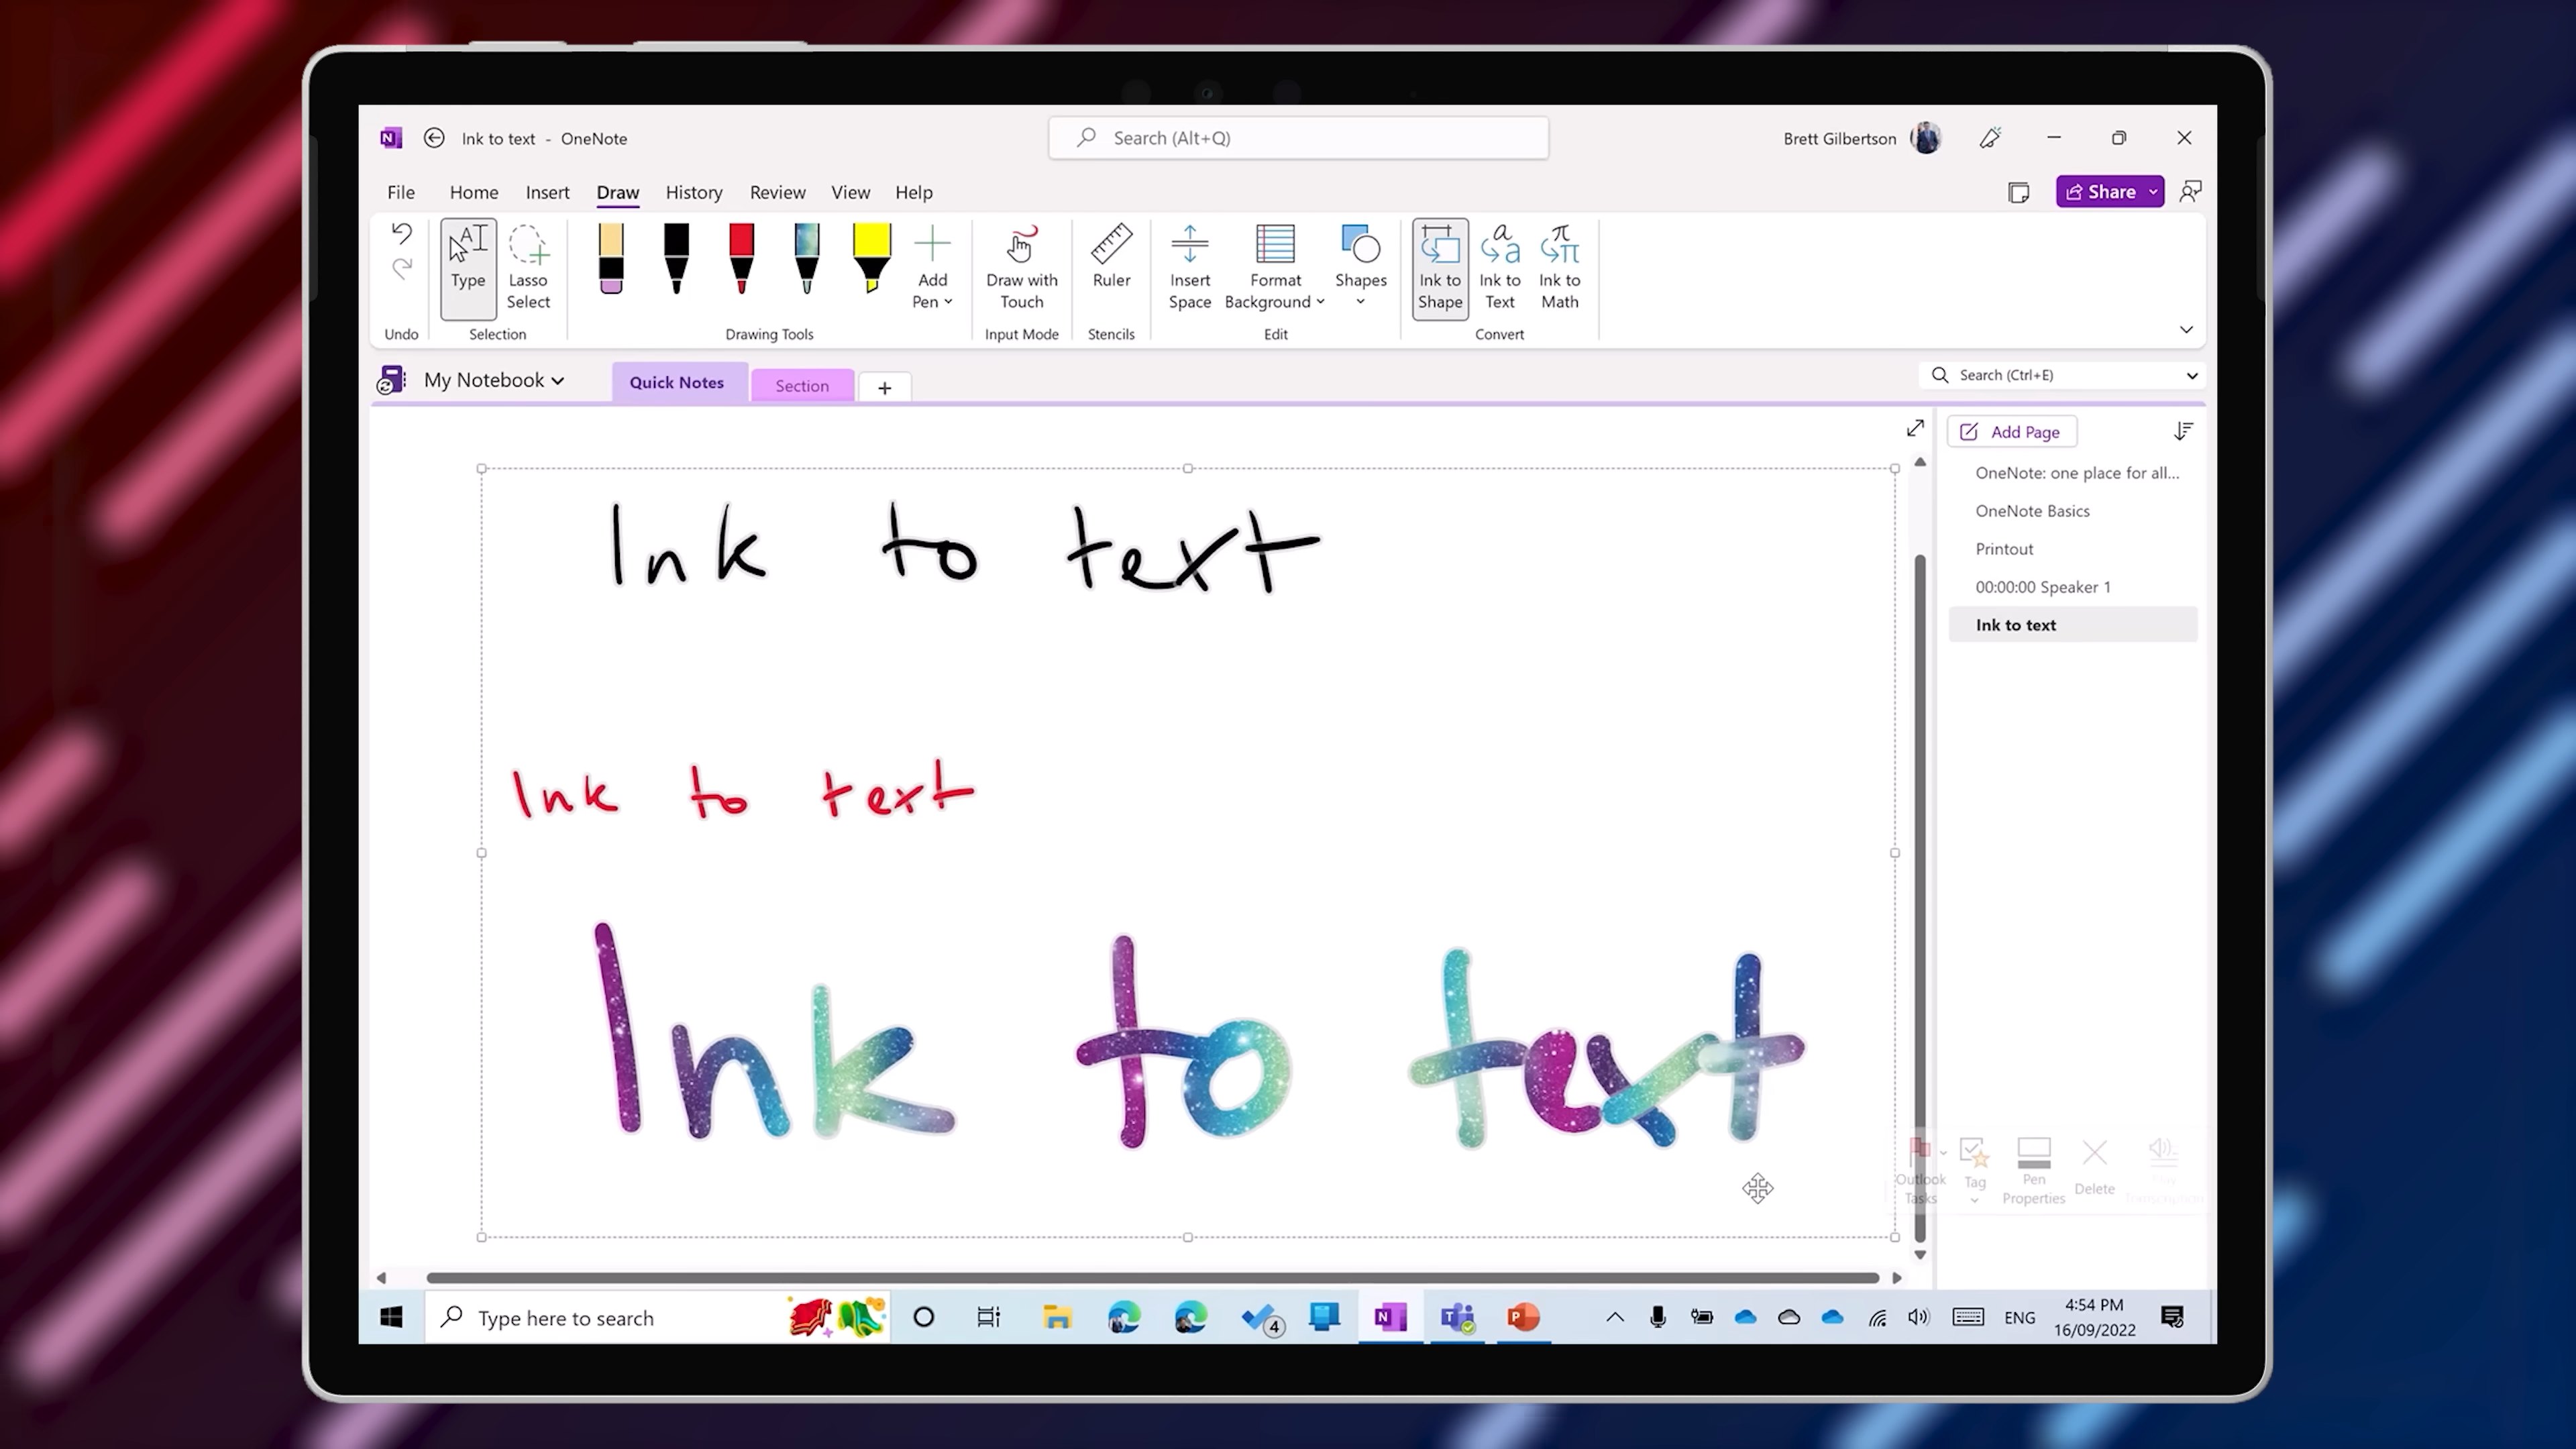 Ink to text - OneNote
Search (Alt+Q)
Brett Gilbertson
File Home Insert Draw History Review View Help
Share
Type
Lasso Select
Add Pen
Draw with Touch
Ruler
Insert Space
Format Background
Shapes
Ink to Shape
Ink to Text
Ink to Math
Undo Selection Drawing Tools Input Mode Stencils Edit Convert
My Notebook Quick Notes Section
Search (Ctrl+E)
Add Page
OneNote: one place for all...
OneNote Basics
Printout
00:00:00 Speaker 1
Ink to text
Ink to text
Ink to text
Ink to text
Outlook Tasks
Tag
Pen Properties
Delete
Type here to search
4
ENG
4:54 PM
16/09/2022